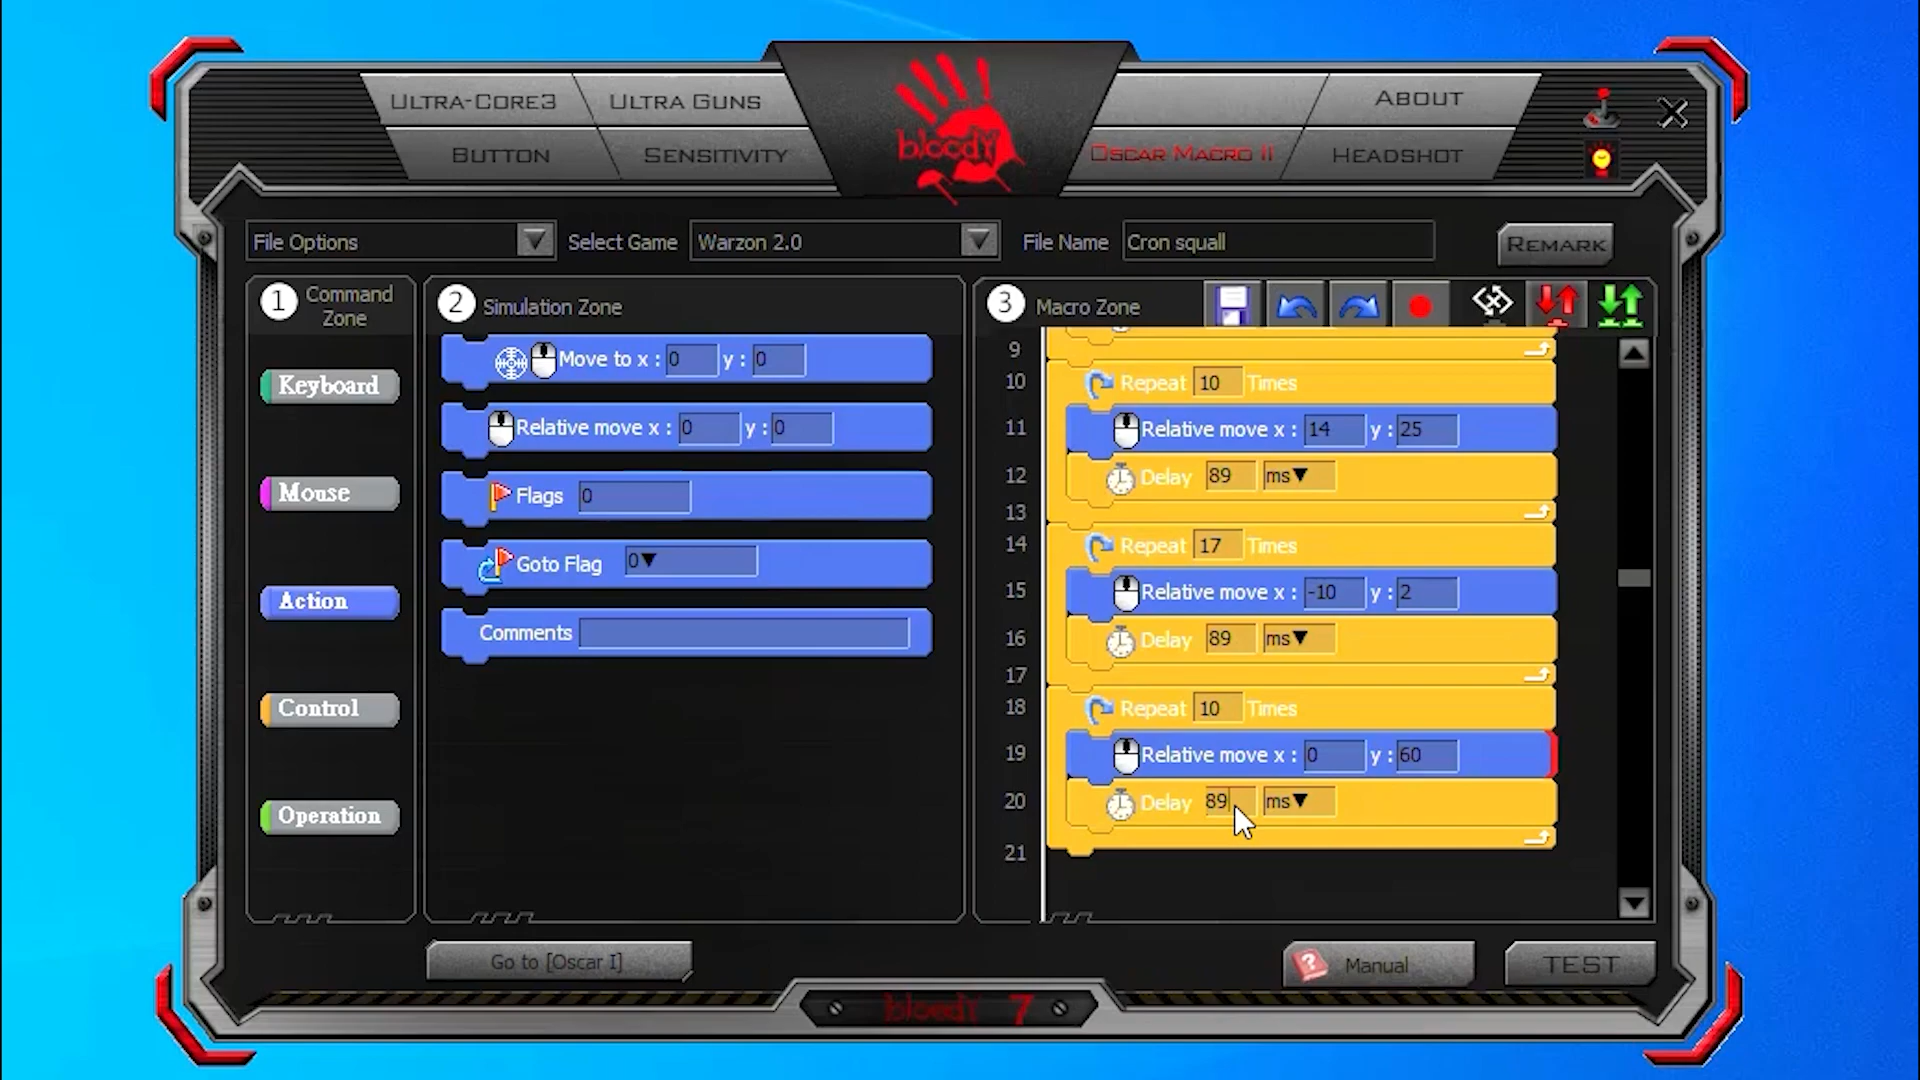 ULTRA-CORE3
ULTRA GUNS
ABOUT
BUTTON
SENSITIVITY
bloody
OSCAR MACRO II
HEADSHOT
File Options
Select Game
Warzon 2.0
File Name
Cron squall
REMARK
1 Command Zone
2 Simulation Zone
3 Macro Zone
Keyboard
Mouse
Action
Control
Operation
Move to x : 0 y : 0
Relative move x : 0 y : 0
Flags 0
Goto Flag 0▼
Comments
9
10 Repeat 10 Times
11 Relative move x : 14 y : 25
12 Delay 89 ms▼
13
14 Repeat 17 Times
15 Relative move x : -10 y : 2
16 Delay 89 ms▼
17
18 Repeat 10 Times
19 Relative move x : 0 y : 60
20 Delay 89 ms▼
21
Go to [Oscar I]
? Manual
TEST
bloody 7